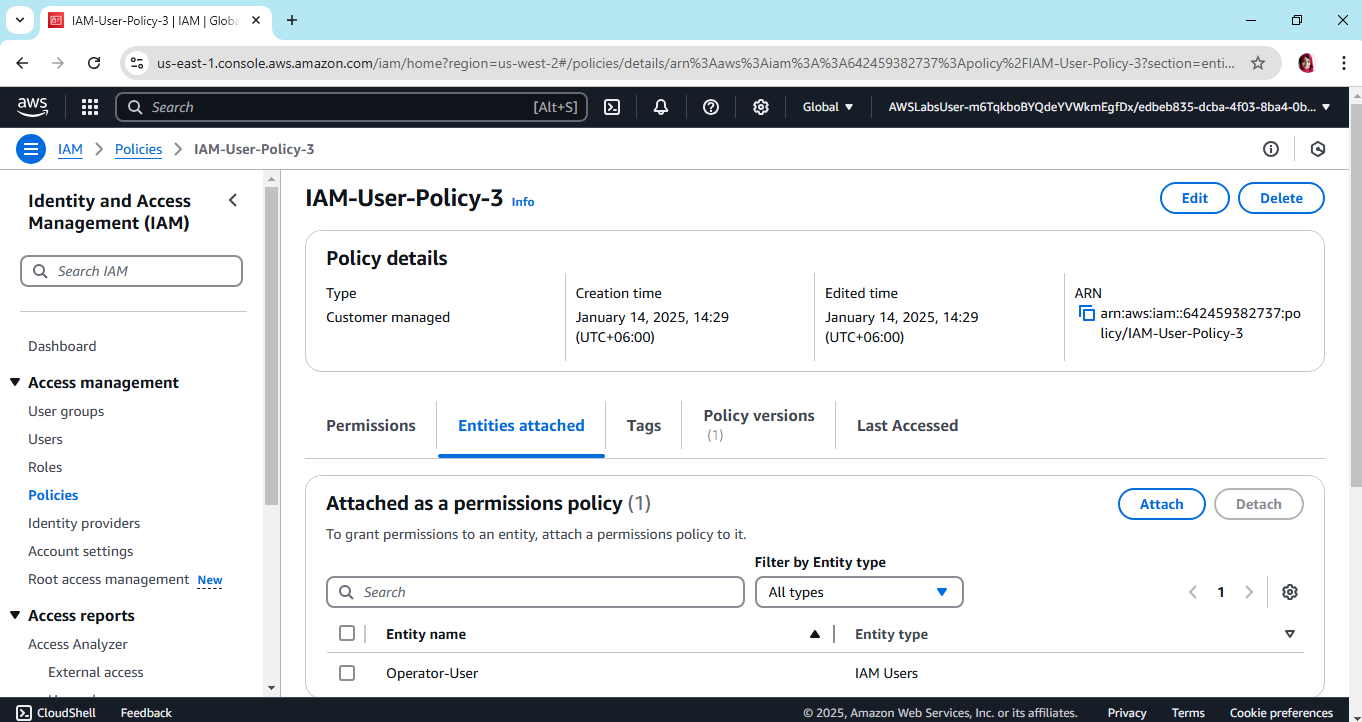 IAM-User-Policy-3 | IAM | Globa
us-east-1.console.aws.amazon.com/iam/home?region=us-west-2#/policies/details/arn%3Aaws%3Aiam%3A%3A642459382737%3Apolicy%2FIAM-User-Policy-3?section=enti...
aws
Search [Alt+S]
Global
AWSLabsUser-m6TqkboBYQdeYVWkmEgfDx/edbeb835-dcba-4f03-8ba4-0b...
IAM > Policies > IAM-User-Policy-3
Identity and Access
Management (IAM)
Search IAM
Dashboard
Access management
User groups
Users
Roles
Policies
Identity providers
Account settings
Root access management New
Access reports
Access Analyzer
External access
IAM-User-Policy-3 Info
Edit
Delete
Policy details
Type
Customer managed
Creation time
January 14, 2025, 14:29
(UTC+06:00)
Edited time
January 14, 2025, 14:29
(UTC+06:00)
ARN
arn:aws:iam::642459382737:po
licy/IAM-User-Policy-3
Permissions
Entities attached
Tags
Policy versions
(1)
Last Accessed
Attached as a permissions policy (1)
Attach
Detach
To grant permissions to an entity, attach a permissions policy to it.
Filter by Entity type
Search
All types
1
Entity name
Entity type
Operator-User
IAM Users
CloudShell
Feedback
© 2025, Amazon Web Services, Inc. or its affiliates.
Privacy
Terms
Cookie preferences